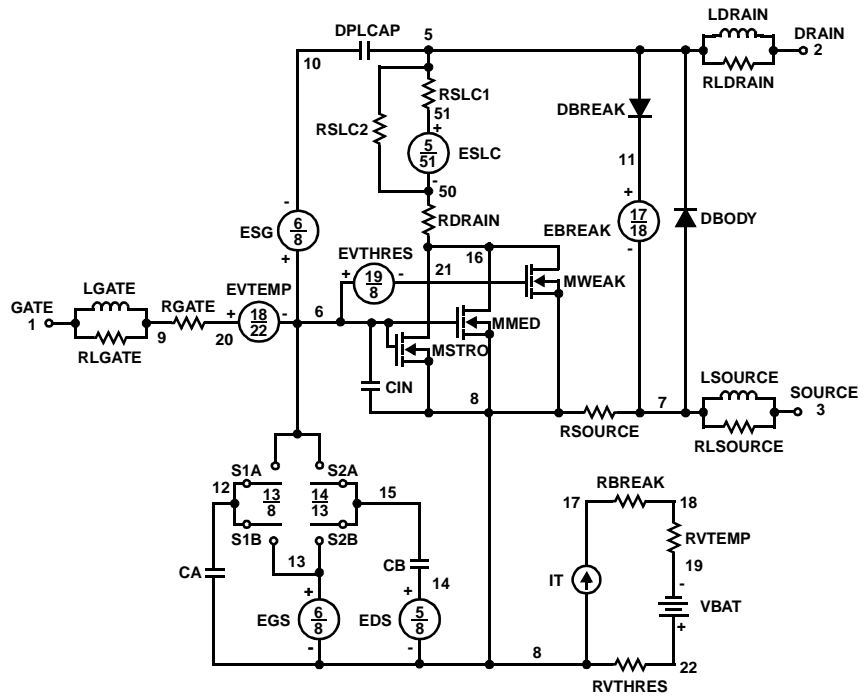 LDRAIN
DPLCAP 5 DRAIN
10 2
RLDRAIN
RSLC1
DBREAK
51
RSLC2 +
5
51 ESLC
11
-
50
- +
RDRAIN 17
18
6
8 ESG EBREAK DBODY
EVTHRES 16 -
+ + 19
8 - 21
MWEAK
LGATE
EVTEMP
GATE RGATE + 18
22 - 6
MMED
1
9 20
MSTRO
RLGATE
LSOURCE
CIN SOURCE
8 7
3
RSOURCE
RLSOURCE
S1A S2A
12 13
8 14
13 15
RBREAK
17 18
S1B S2B
RVTEMP
13 CB
CA 19
14
IT -
+ +
VBAT
EGS 6
8 EDS 5
8
+
- - 8
22
RVTHRES